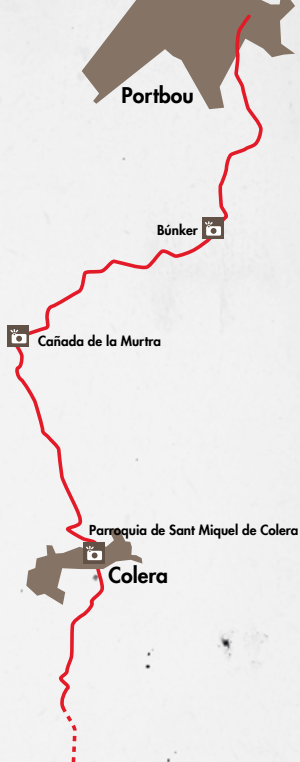 Portbou
Búnker
Cañada de la Murtra
Parroquia de Sant Miquel de Colera
Colera